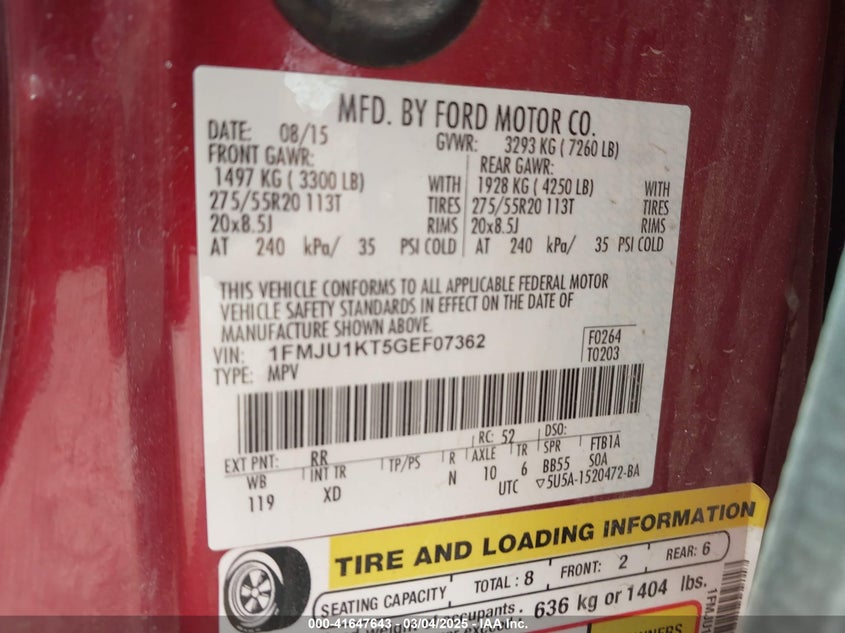 MFD. BY FORD MOTOR CO.
DATE: 08/15 GVWR: 3293 KG ( 7260 LB)
FRONT GAWR: REAR GAWR:
1497 KG ( 3300 LB) WITH 1928 KG ( 4250 LB) WITH
275/55R20 113T TIRES 275/55R20 113T TIRES
20x8.5J RIMS 20x8.5J RIMS
AT 240 kPa/ 35 PSI COLD AT 240 kPa/ 35 PSI COLD
THIS VEHICLE CONFORMS TO ALL APPLICABLE FEDERAL MOTOR
VEHICLE SAFETY STANDARDS IN EFFECT ON THE DATE OF
MANUFACTURE SHOWN ABOVE.
VIN: 1FMJU1KT5GEF07362 F0264
TYPE: MPV T0203
EXT PNT: RR RC: 52 DSO:
WB INT TR TP/PS R AXLE TR SPR FTB1A
119 XD N 10 6 BB55 SOA
UTC ▽5U5A-1520472-BA
TIRE AND LOADING INFORMATION
SEATING CAPACITY TOTAL : 8 FRONT: 2 REAR: 6
636 kg or 1404 lbs.
000-41647643 - 03/04/2025 - IAA Inc.